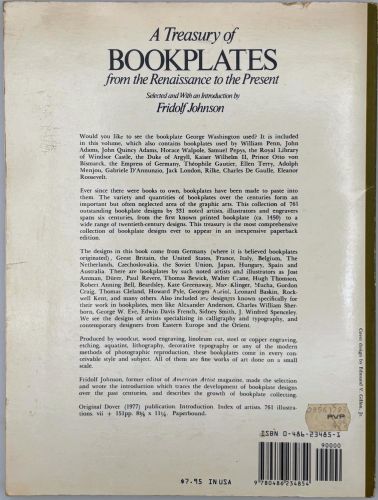 A Treasury of
BOOKPLATES
from the Renaissance to the Present
Selected and With an Introduction by
Fridolf Johnson
Would you like to see the bookplate George Washington used? It is included
in this volume, which also contains bookplates used by William Penn, John
Adams, John Quincy Adams, Horace Walpole, Samuel Pepys, the Royal Library
of Windsor Castle, the Duke of Argyll, Kaiser Wilhelm II, Prince Otto von
Bismarck, the Empress of Germany, Théophile Gautier, Ellen Terry, Adolph
Menjou, Gabriele D'Annunzio, Jack London, Rilke, Charles De Gaulle, Eleanor
Roosevelt.
Ever since there were books to own, bookplates have been made to paste into
them. The variety and quantities of bookplates over the centuries form an
important but often neglected area of the graphic arts. This collection of 761
outstanding bookplate designs by 531 noted artists, illustrators and engravers
spans six centuries, from the first known printed bookplate (ca. 1450) to a
wide range of twentieth-century designs. This treasury is the most comprehensive
collection of bookplate designs ever to appear in an inexpensive paperback
edition.
The designs in this book come from Germany (where it is believed bookplates
originated), Great Britain, the United States, France, Italy, Belgium, The
Netherlands, Czechoslovakia, the Soviet Union, Japan, Hungary, Spain and
Australia. There are bookplates by such noted artists and illustrators as Jost
Amman, Dürer, Paul Revere, Thomas Bewick, Walter Crane, Hugh Thomson,
Robert Anning Bell, Beardsley, Kate Greenaway, Max Klinger, Mucha, Gordon
Craig, Thomas Cleland, Howard Pyle, Georges Auriol, Leonard Baskin, Rock-
well Kent, and many others. Also included are designers known specifically for
their work in bookplates, men like Alexander Anderson, Charles William Sher-
born, George W. Eve, Edwin Davis French, Sidney Smith, J. Winfred Spenceley.
We see the designs of artists specializing in calligraphy and typography, and
contemporary designers from Eastern Europe and the Orient.
Produced by woodcut, wood engraving, linoleum cut, steel or copper engraving,
etching, aquatint, lithography, decorative typography or any of the modern
methods of photographic reproduction, these bookplates come in every con-
ceivable style and subject. All of them are fine works of art done on a small
scale.
Fridolf Johnson, former editor of American Artist magazine, made the selection
and wrote the introduction which traces the development of bookplate designs
over the past centuries, and describes the growth of bookplate collecting.
Original Dover (1977) publication. Introduction. Index of artists. 761 illustra-
tions. vii + 151pp. 8⅜ x 11¼. Paperbound.
Cover design by Edmund V. Gillon, Jr.
PVP
ISBN 0-486-23485-1
90000
9 780486 234854
$7.95 IN USA